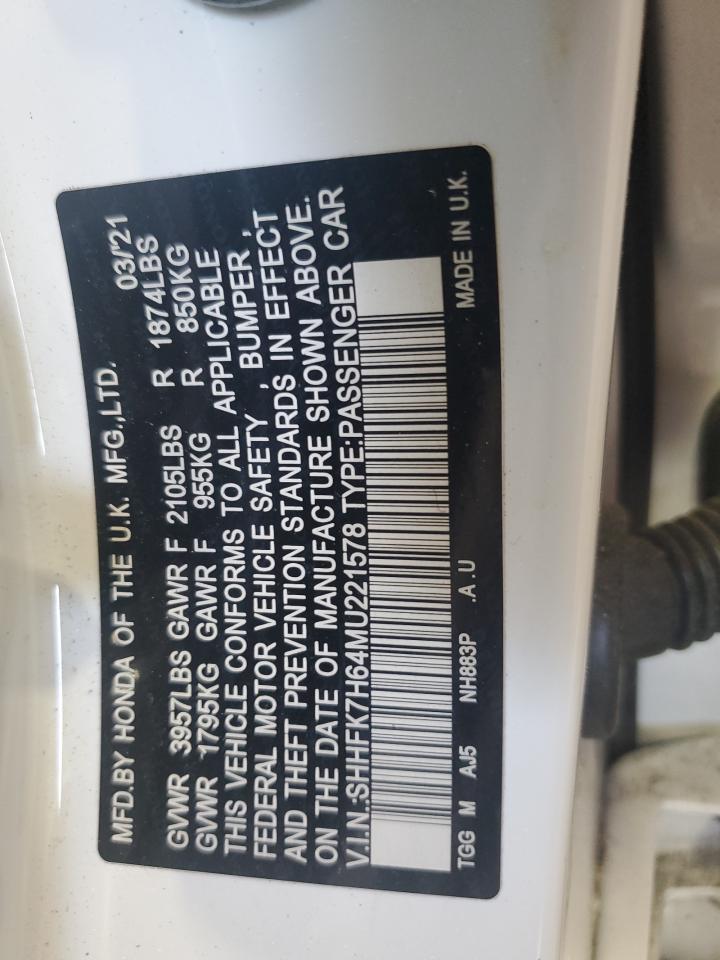 MFD.BY HONDA OF THE U.K. MFG.,LTD. 03/'21
GVWR 3957LBS GAWR F 2105LBS R 1874LBS
GVWR 1795KG GAWR F 955KG R 850KG
THIS VEHICLE CONFORMS TO ALL APPLICABLE
FEDERAL MOTOR VEHICLE SAFETY , BUMPER ,
AND THEFT PREVENTION STANDARDS IN EFFECT
ON THE DATE OF MANUFACTURE SHOWN ABOVE.
V.I.N.:SHHFK7H64MU221578 TYPE:PASSENGER CAR
TGG M AJ5 NH883P .A .U MADE IN U.K.